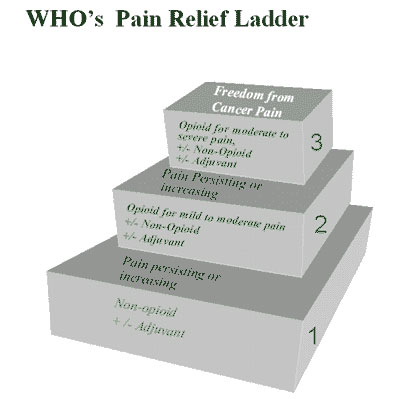 WHO's  Pain Relief Ladder
Freedom from
Cancer Pain
Opioid for moderate to
severe pain,
+/- Non-Opioid
+/- Adjuvant
3
Pain Persisting or
increasing
Opioid for mild to moderate pain
+/- Non-Opioid
+/- Adjuvant
2
Pain persisting or
increasing
Non-opioid
+/- Adjuvant
1